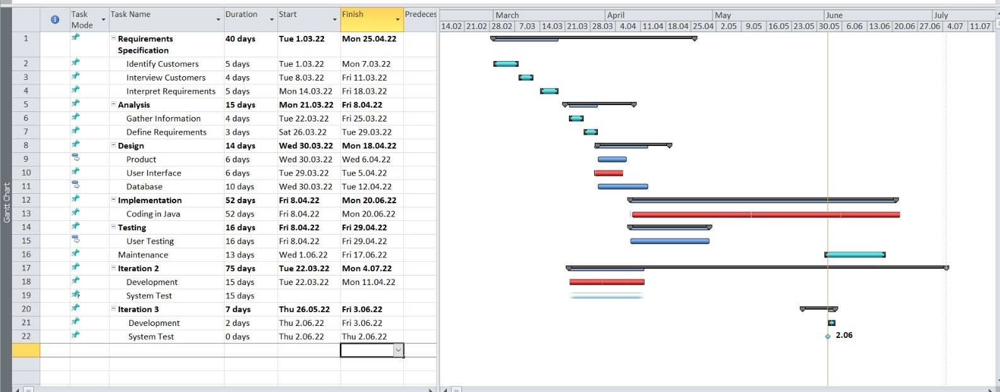 Task Mode
Task Name
Duration
Start
Finish
Predeces
March
April
May
June
July
14.02 21.02 28.02 7.03 14.03 21.03 28.03 4.04 11.04 18.04 25.04 2.05 9.05 16.05 23.05 30.05 6.06 13.06 20.06 27.06 4.07 11.07
1 Requirements Specification 40 days Tue 1.03.22 Mon 25.04.22
2 Identify Customers 5 days Tue 1.03.22 Mon 7.03.22
3 Interview Customers 4 days Tue 8.03.22 Fri 11.03.22
4 Interpret Requirements 5 days Mon 14.03.22 Fri 18.03.22
5 Analysis 15 days Mon 21.03.22 Fri 8.04.22
6 Gather Information 4 days Tue 22.03.22 Fri 25.03.22
7 Define Requirements 3 days Sat 26.03.22 Tue 29.03.22
8 Design 14 days Wed 30.03.22 Mon 18.04.22
9 Product 6 days Wed 30.03.22 Wed 6.04.22
10 User Interface 6 days Tue 29.03.22 Tue 5.04.22
11 Database 10 days Wed 30.03.22 Tue 12.04.22
12 Implementation 52 days Fri 8.04.22 Mon 20.06.22
13 Coding in Java 52 days Fri 8.04.22 Mon 20.06.22
14 Testing 16 days Fri 8.04.22 Fri 29.04.22
15 User Testing 16 days Fri 8.04.22 Fri 29.04.22
16 Maintenance 13 days Wed 1.06.22 Fri 17.06.22
17 Iteration 2 75 days Tue 22.03.22 Mon 4.07.22
18 Development 15 days Tue 22.03.22 Mon 11.04.22
19 System Test 15 days
20 Iteration 3 7 days Thu 26.05.22 Fri 3.06.22
21 Development 2 days Thu 2.06.22 Fri 3.06.22
22 System Test 0 days Thu 2.06.22 Thu 2.06.22
2.06
Gantt Chart